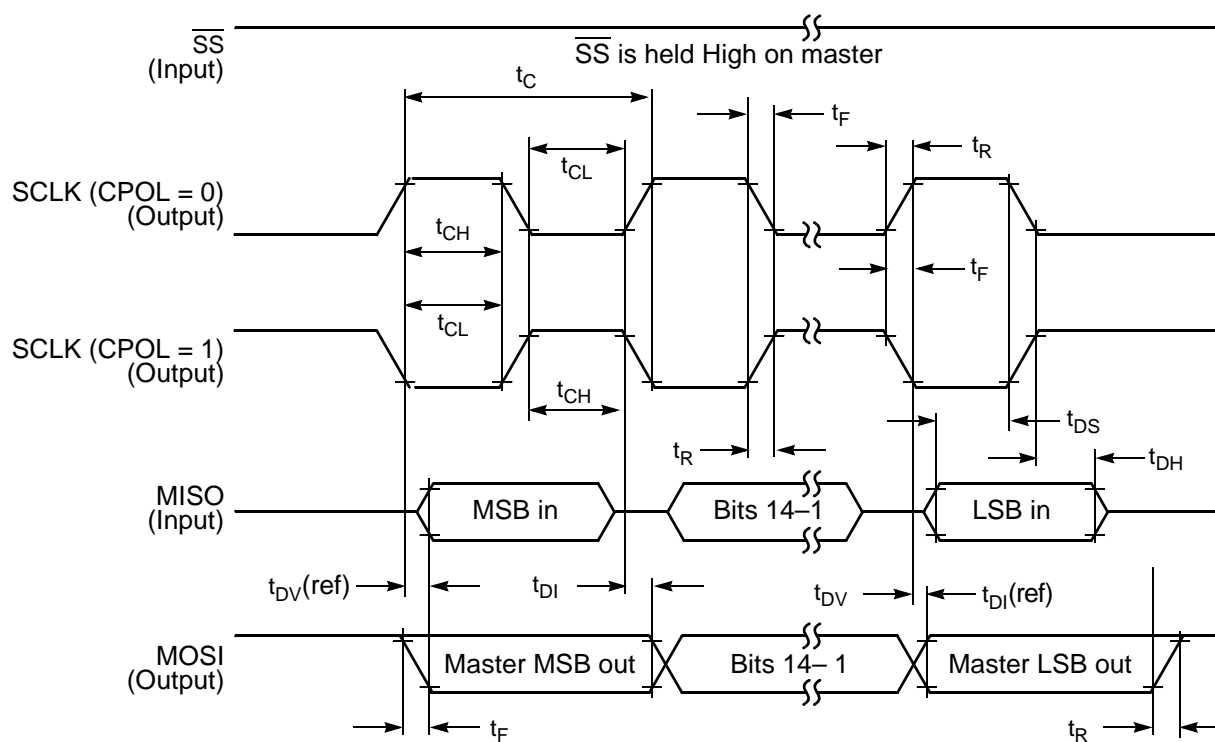 SS
(Input)
SS is held High on master
tC
tF
tR
tCL
SCLK (CPOL = 0)
(Output)
tCH
tF
tCL
SCLK (CPOL = 1)
(Output)
tCH
tDS
tR
tDH
MISO
(Input)
MSB in
Bits 14–1
LSB in
tDV(ref)
tDI
tDV
tDI(ref)
MOSI
(Output)
Master MSB out
Bits 14– 1
Master LSB out
tF
tR